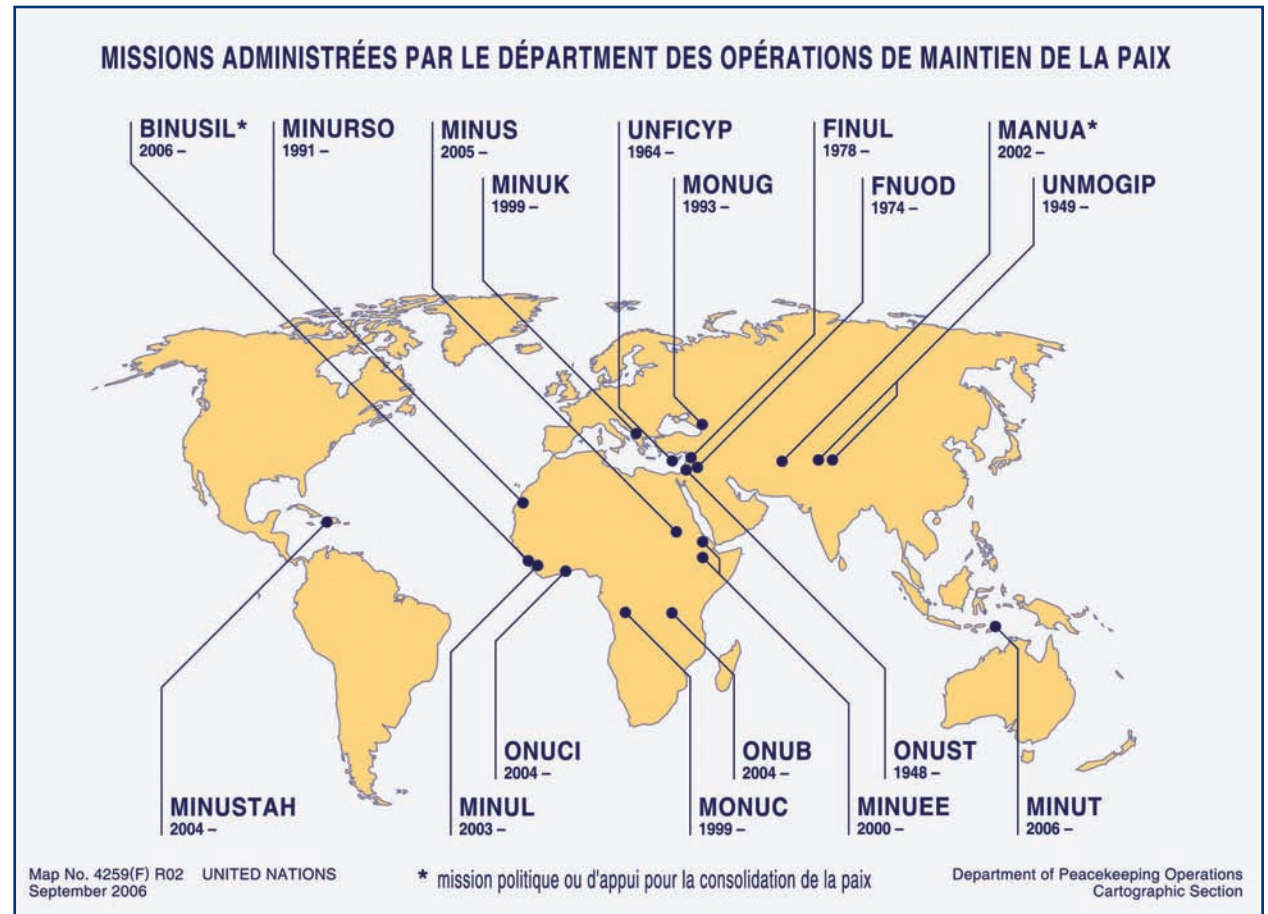 MISSIONS ADMINISTRÉES PAR LE DÉPARTMENT DES OPÉRATIONS DE MAINTIEN DE LA PAIX
BINUSIL*
2006 –
MINURSO
1991 –
MINUS
2005 –
UNFICYP
1964 –
FINUL
1978 –
MANUA*
2002 –
MINUK
1999 –
MONUG
1993 –
FNUOD
1974 –
UNMOGIP
1949 –
ONUCI
2004 –
ONUB
2004 –
ONUST
1948 –
MINUSTAH
2004 –
MINUL
2003 –
MONUC
1999 –
MINUEE
2000 –
MINUT
2006 –
Map No. 4259(F) R02 UNITED NATIONS
September 2006
* mission politique ou d'appui pour la consolidation de la paix
Department of Peacekeeping Operations
Cartographic Section